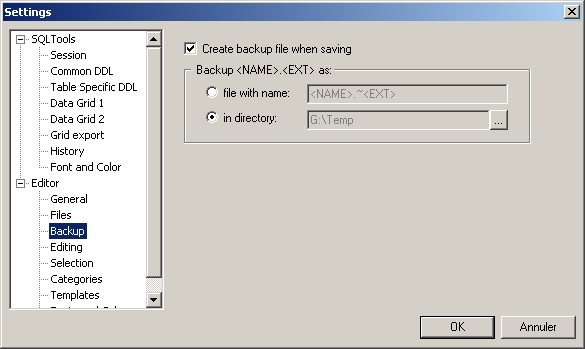 Settings
SQLTools
Session
Common DDL
Table Specific DDL
Data Grid 1
Data Grid 2
Grid export
History
Font and Color
Editor
General
Files
Backup
Editing
Selection
Categories
Templates
Create backup file when saving
Backup <NAME>.<EXT> as:
file with name: <NAME>.~<EXT>
in directory: G:\Temp ...
OK Annuler